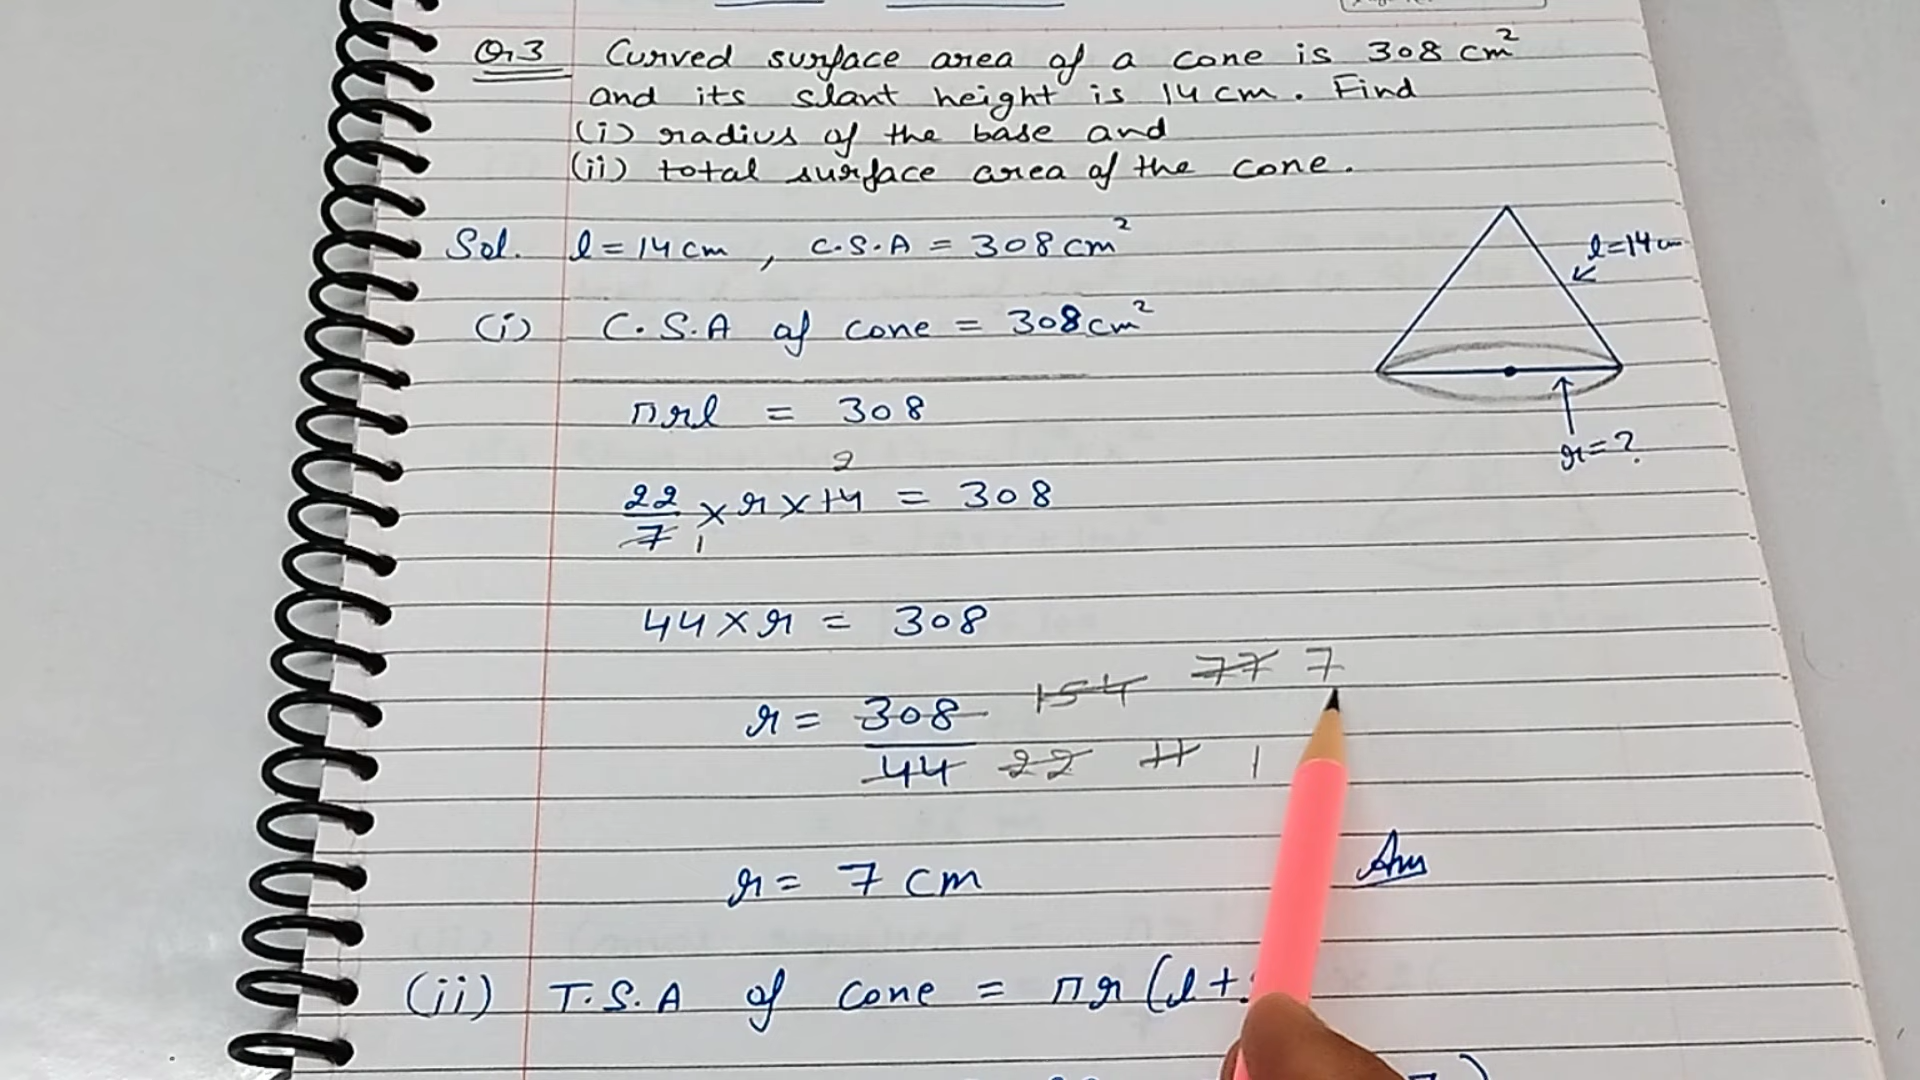 Q.3 Curved surface area of a cone is 308 cm²
and its slant height is 14 cm. Find
(i) radius of the base and
(ii) total surface area of the cone.
Sol. l = 14 cm, C.S.A = 308 cm²
l = 14 cm
(i) C.S.A of cone = 308 cm²
πrl = 308
r = ?
2
22/7 × r × 14 = 308
1
44 × r = 308
r = 308/44 154 77 7
22 11 1
r = 7 cm Ans
(ii) T.S.A of cone = πr (l +